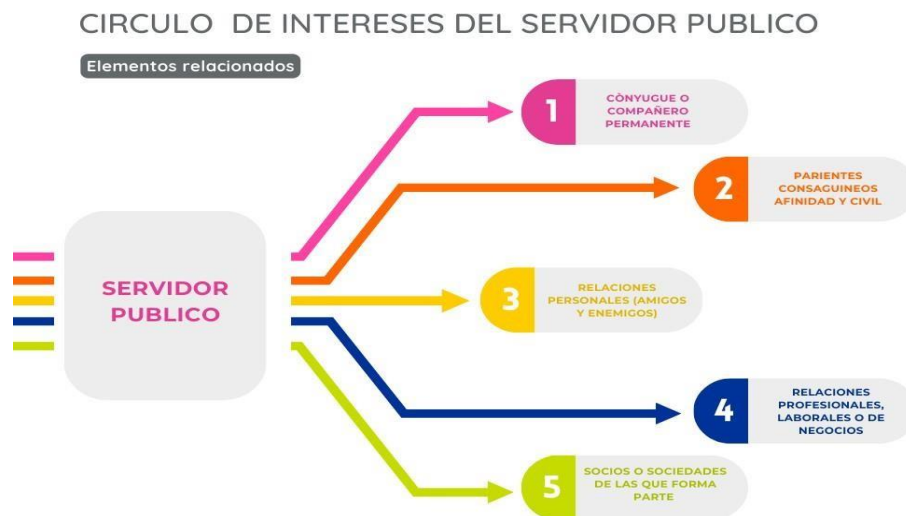 CIRCULO DE INTERESES DEL SERVIDOR PUBLICO
Elementos relacionados
SERVIDOR
PUBLICO
1
CÒNYUGUE O
COMPAÑERO
PERMANENTE
2
PARIENTES
CONSAGUINEOS
AFINIDAD Y CIVIL
3
RELACIONES
PERSONALES (AMIGOS
Y ENEMIGOS)
4
RELACIONES
PROFESIONALES,
LABORALES O DE
NEGOCIOS
5
SOCIOS O SOCIEDADES
DE LAS QUE FORMA
PARTE